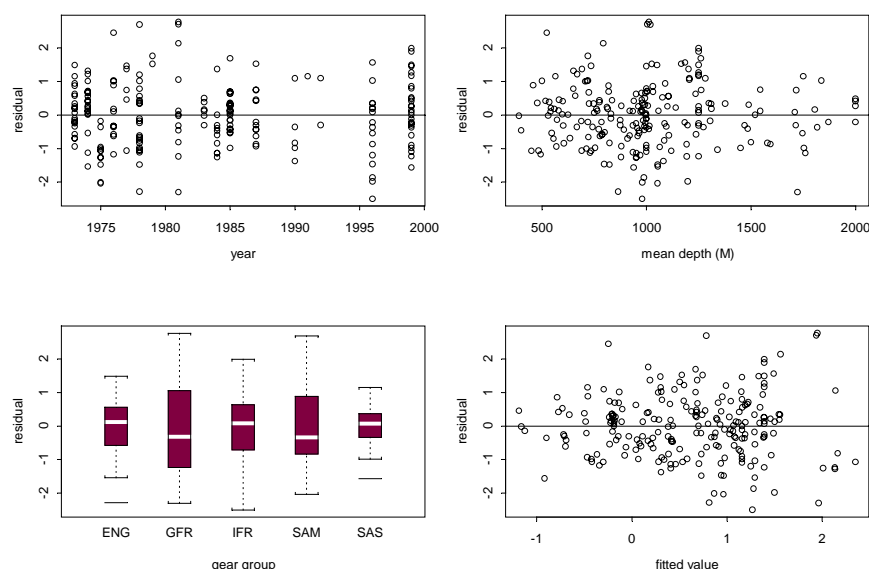 2
1
0
-1
-2
residual
1975 1980 1985 1990 1995 2000
year
2
1
0
-1
-2
residual
500 1000 1500 2000
mean depth (M)
2
1
0
-1
-2
residual
ENG GFR IFR SAM SAS
gear group
2
1
0
-1
-2
residual
-1 0 1 2
fitted value